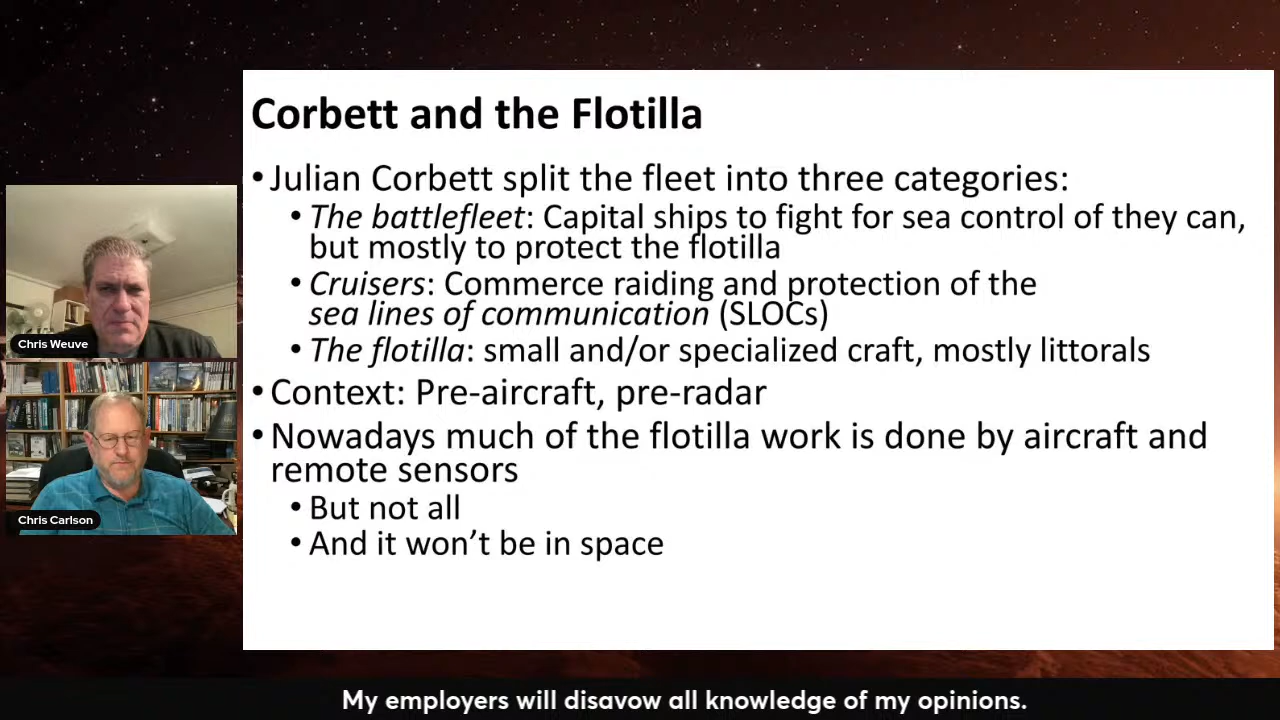 Corbett and the Flotilla
• Julian Corbett split the fleet into three categories:
• The battlefleet: Capital ships to fight for sea control of they can,
but mostly to protect the flotilla
• Cruisers: Commerce raiding and protection of the
sea lines of communication (SLOCs)
• The flotilla: small and/or specialized craft, mostly littorals
• Context: Pre-aircraft, pre-radar
• Nowadays much of the flotilla work is done by aircraft and
remote sensors
• But not all
• And it won’t be in space
Chris Weuve
Chris Carlson
My employers will disavow all knowledge of my opinions.